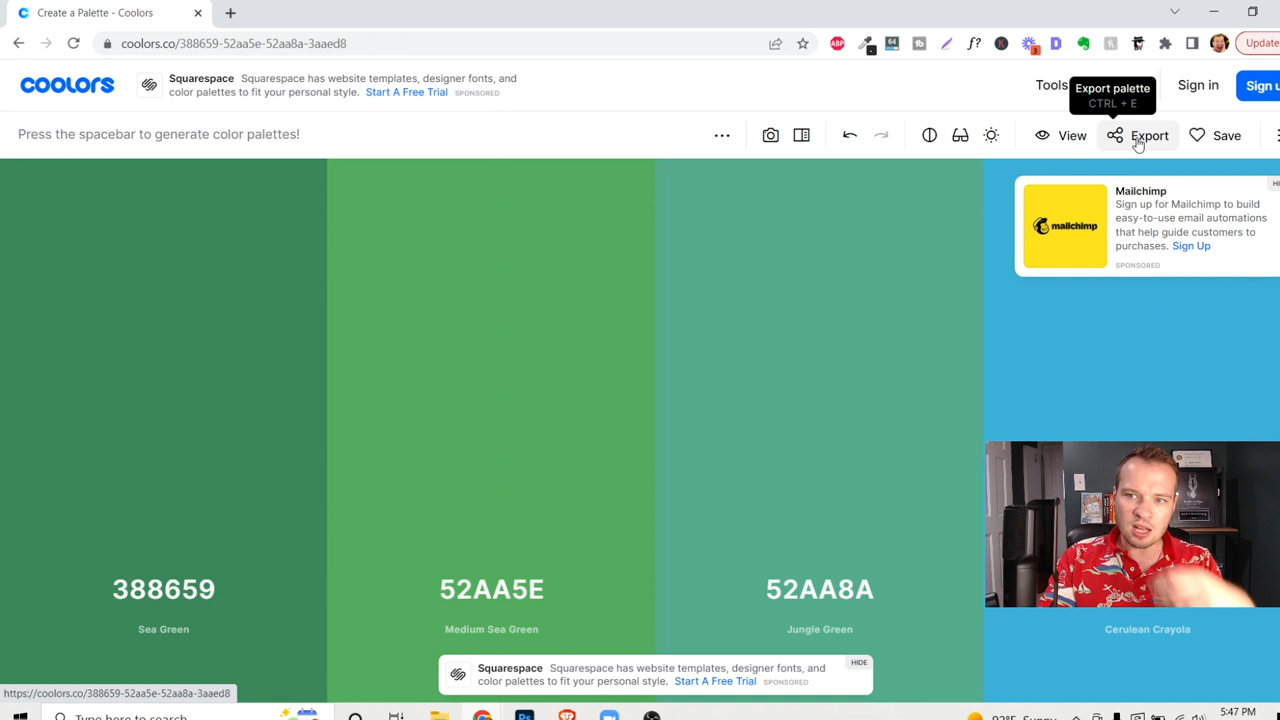 Create a Palette - Coolors
coolors.co/388659-52aa5e-52aa8a-3aaed8
Update
coolors
Squarespace Squarespace has website templates, designer fonts, and
color palettes to fit your personal style. Start A Free Trial SPONSORED
Tools
Export palette
CTRL + E
Sign in
Sign u
Press the spacebar to generate color palettes!
View
Export
Save
Mailchimp
Sign up for Mailchimp to build
easy-to-use email automations
that help guide customers to
purchases. Sign Up
SPONSORED
HI
mailchimp
388659
Sea Green
52AA5E
Medium Sea Green
52AA8A
Jungle Green
Cerulean Crayola
Squarespace Squarespace has website templates, designer fonts, and
color palettes to fit your personal style. Start A Free Trial SPONSORED
HIDE
https://coolors.co/388659-52aa5e-52aa8a-3aaed8
Type here to search
Sunny
5:47 PM